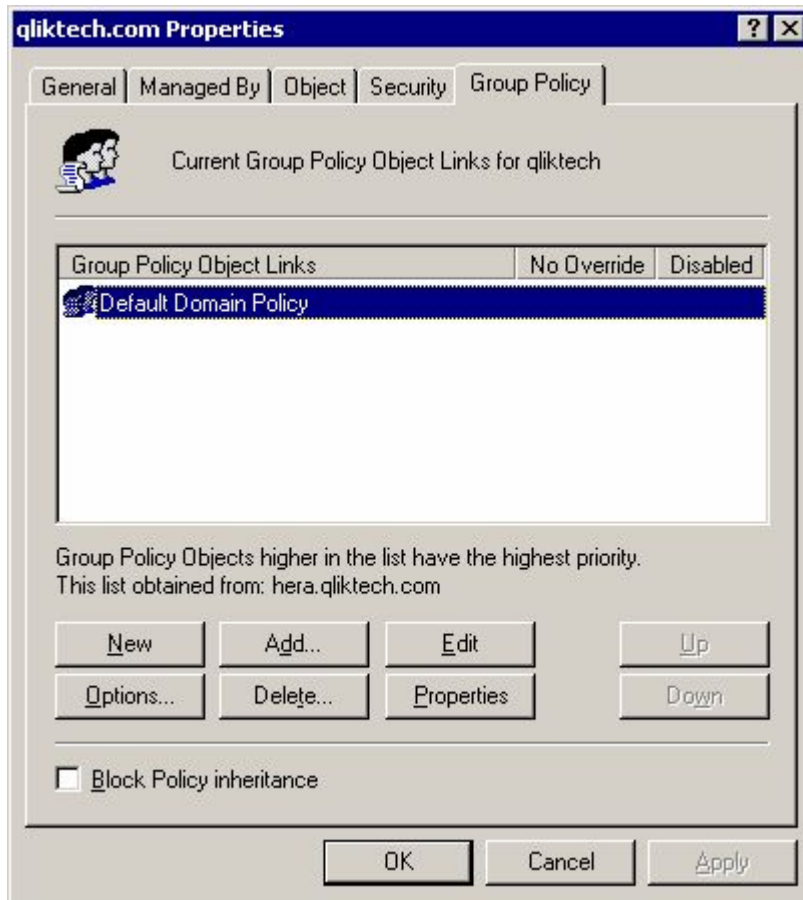 qliktech.com Properties
General Managed By Object Security Group Policy
Current Group Policy Object Links for qliktech
Group Policy Object Links No Override Disabled
Default Domain Policy
Group Policy Objects higher in the list have the highest priority.
This list obtained from: hera.qliktech.com
New Add... Edit Up
Options... Delete... Properties Down
Block Policy inheritance
OK Cancel Apply